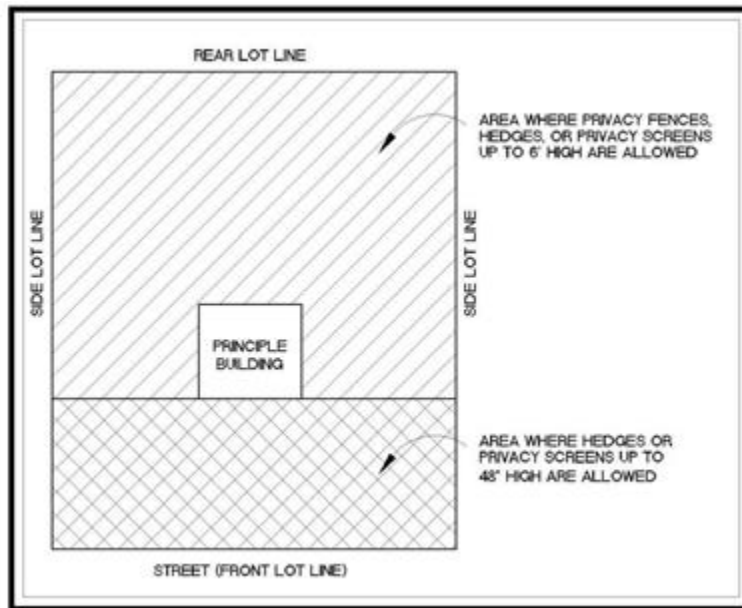 REAR LOT LINE
AREA WHERE PRIVACY FENCES,
HEDGES, OR PRIVACY SCREENS
UP TO 6' HIGH ARE ALLOWED
SIDE LOT LINE
SIDE LOT LINE
PRINCIPLE
BUILDING
AREA WHERE HEDGES OR
PRIVACY SCREENS UP TO
48" HIGH ARE ALLOWED
STREET (FRONT LOT LINE)